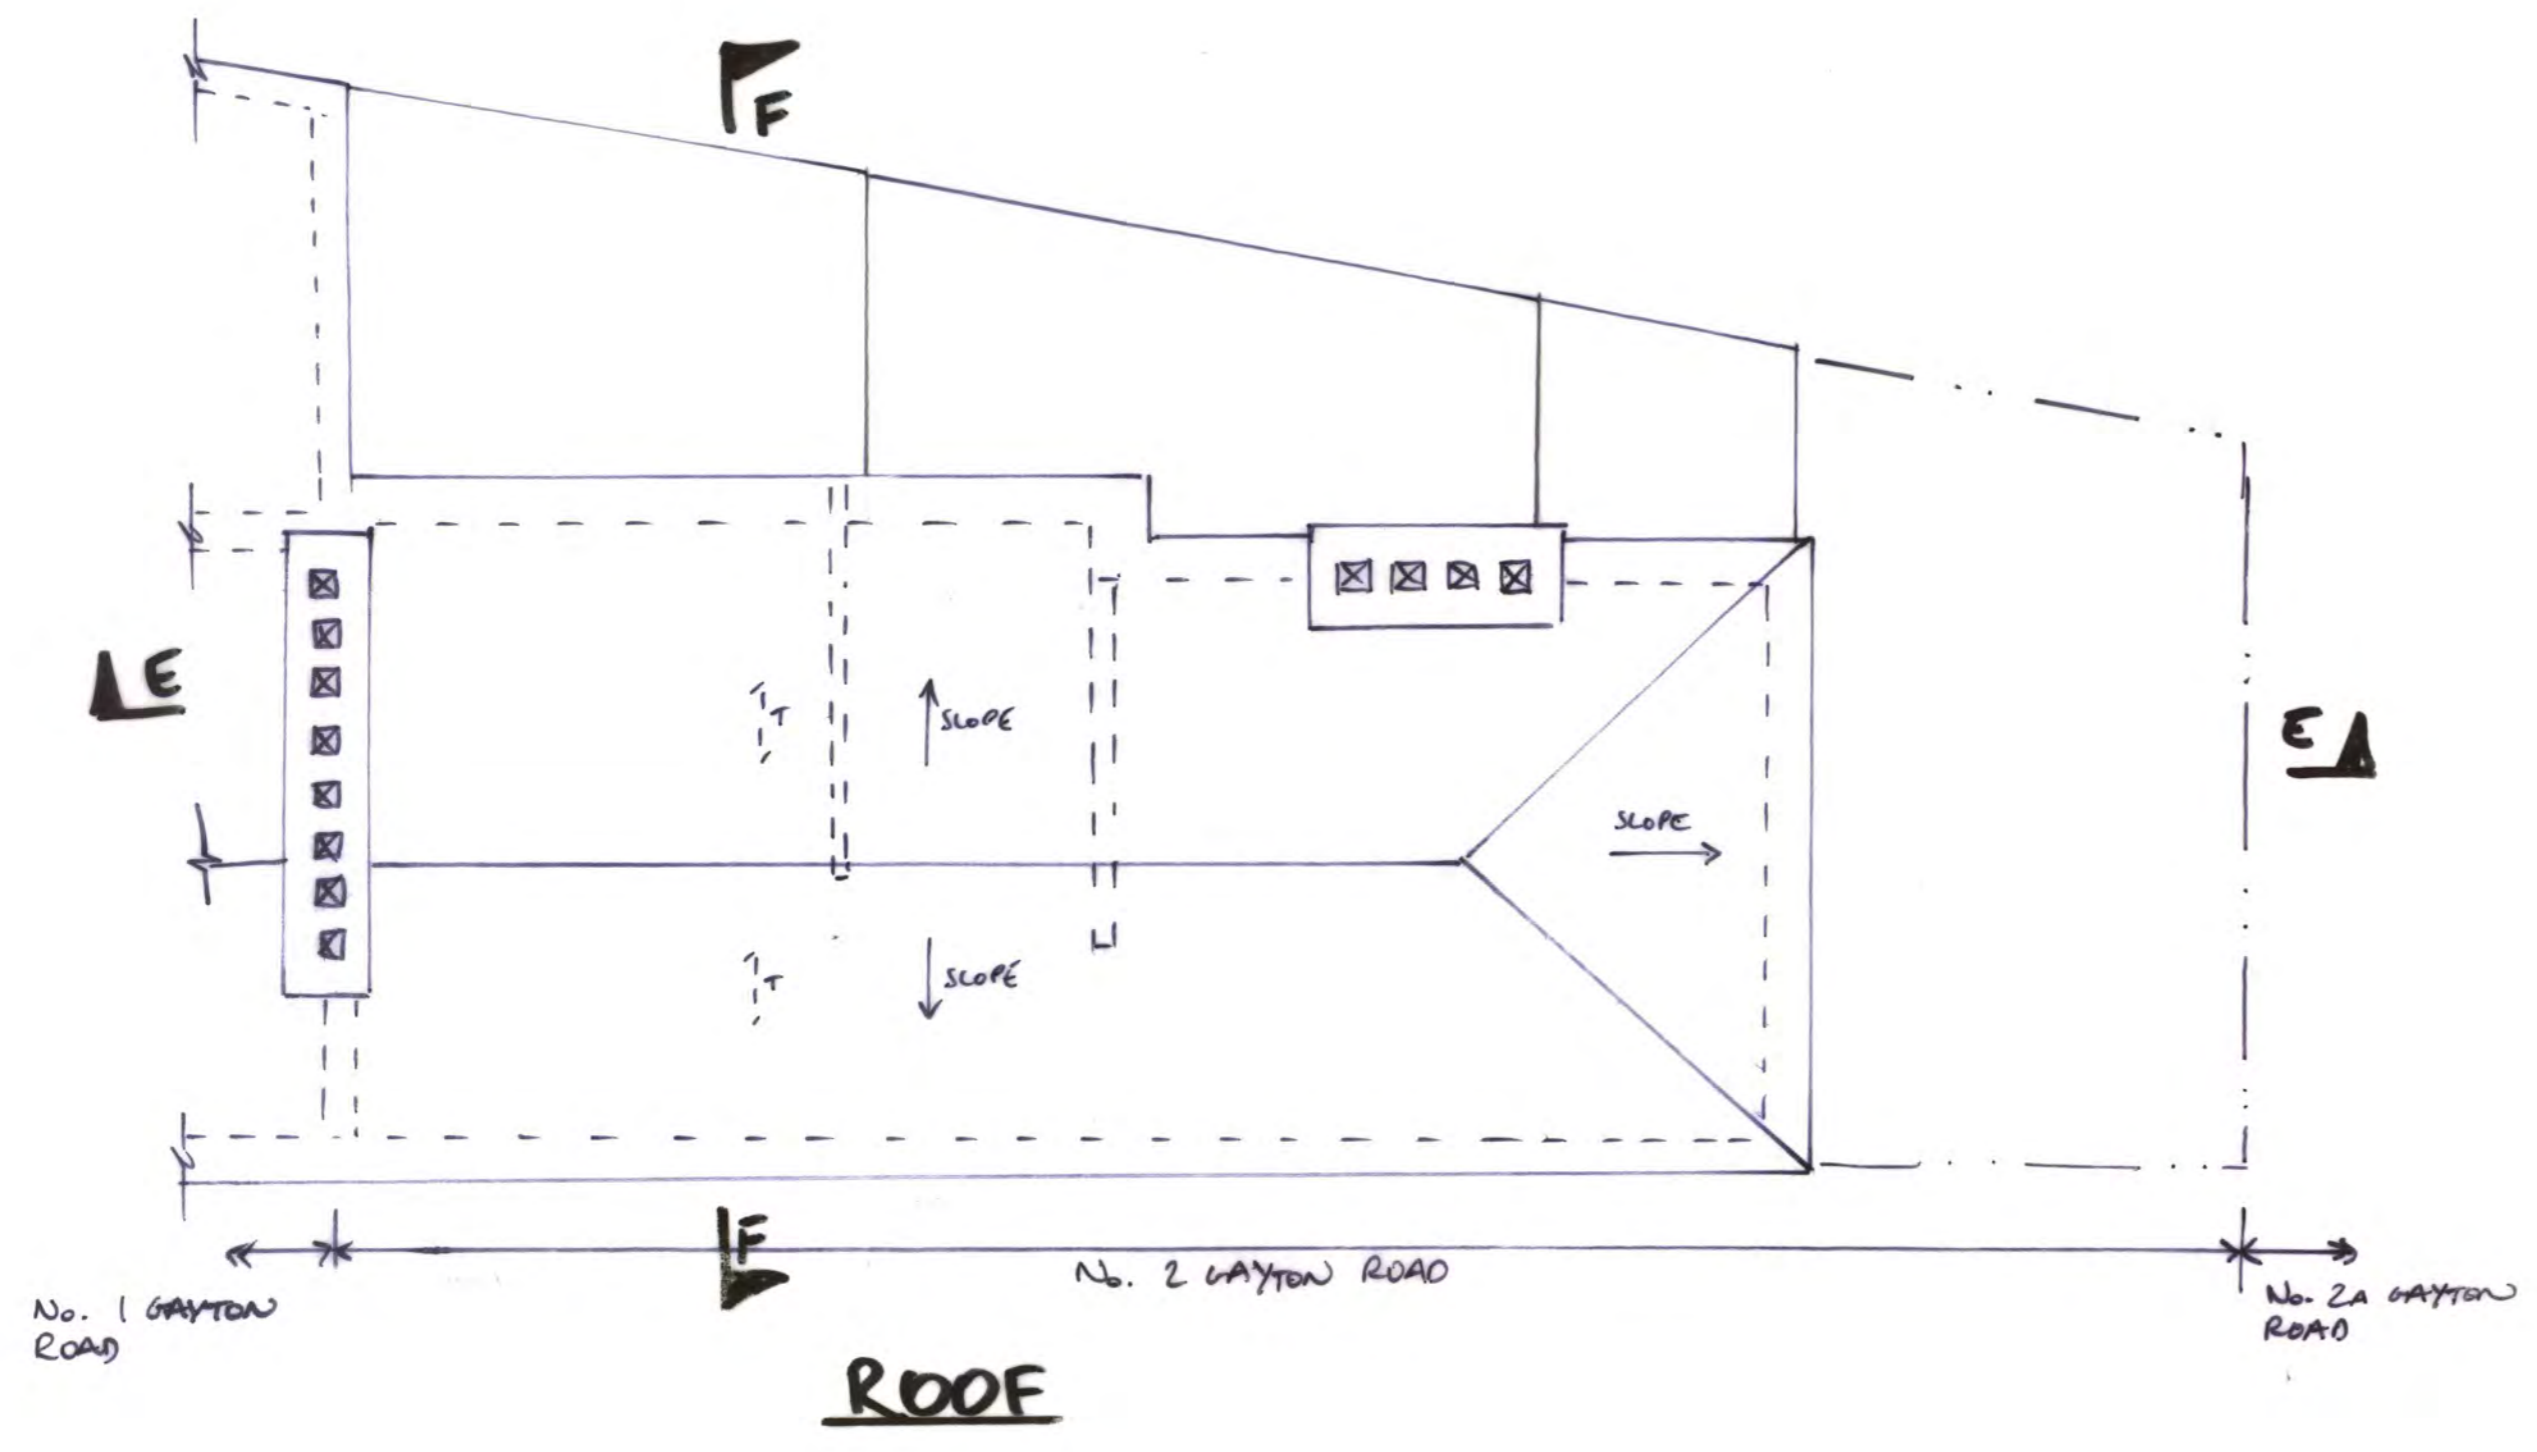 F
E
T
SLOPE
E
SLOPE
T
SLOPE
F
No. 2 GAYTON ROAD
No. 1 GAYTON
ROAD
No. 2A GAYTON
ROAD
ROOF